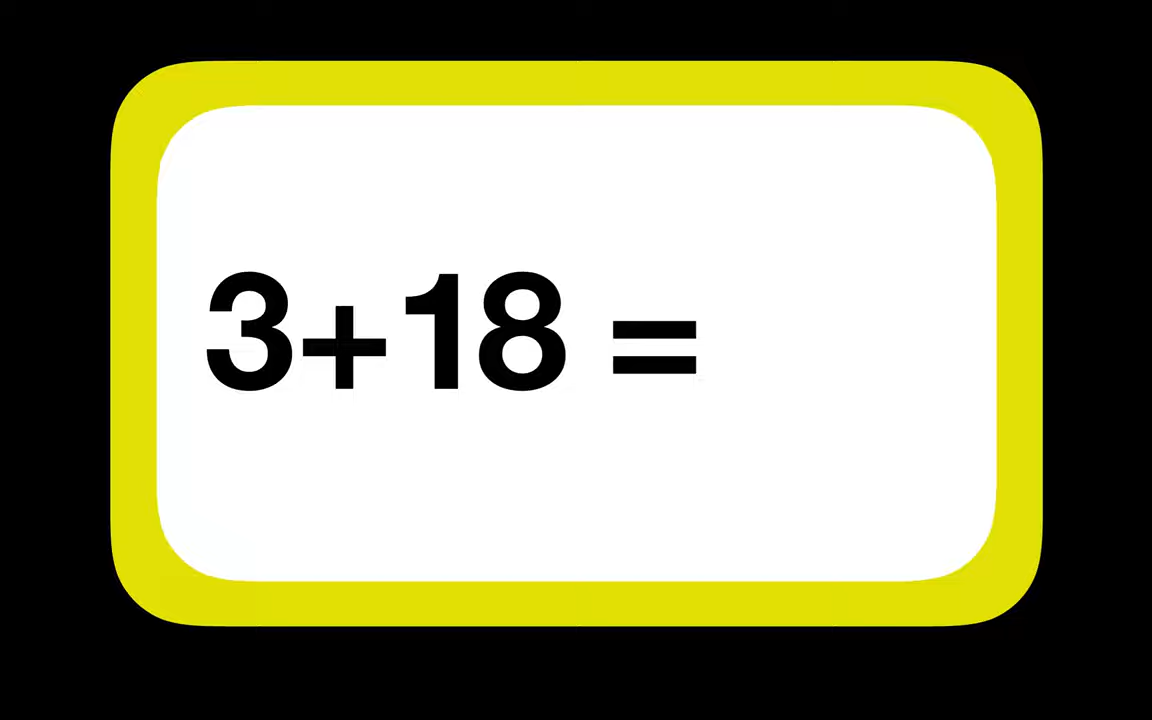 3+18 =